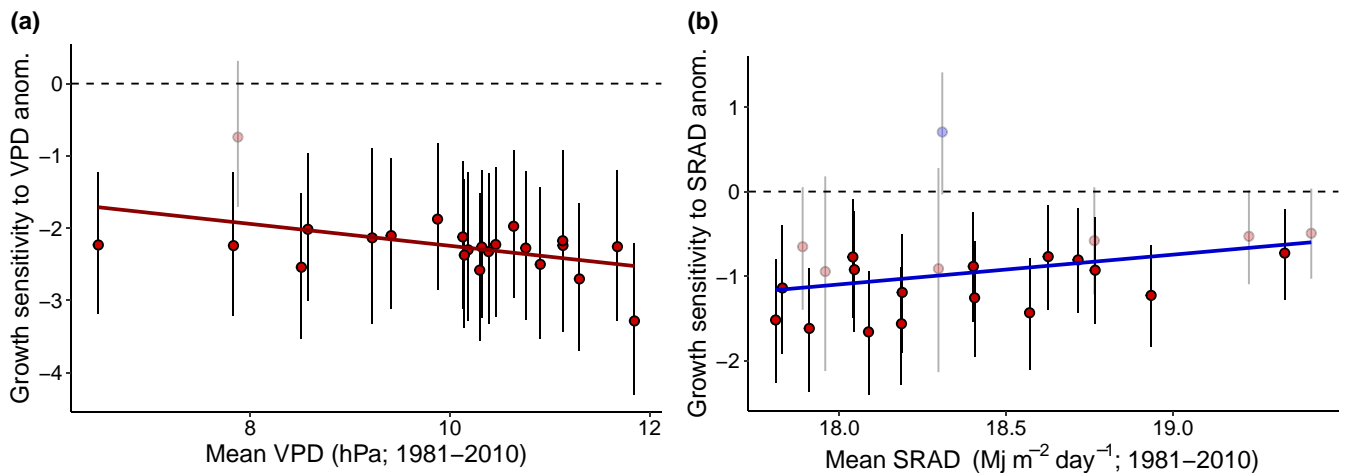 (a)
Growth sensitivity to VPD anom.
0
−1
−2
−3
−4
8
10
12
Mean VPD (hPa; 1981−2010)
(b)
Growth sensitivity to SRAD anom.
1
0
−1
−2
18.0
18.5
19.0
Mean SRAD (Mj m⁻² day⁻¹; 1981−2010)